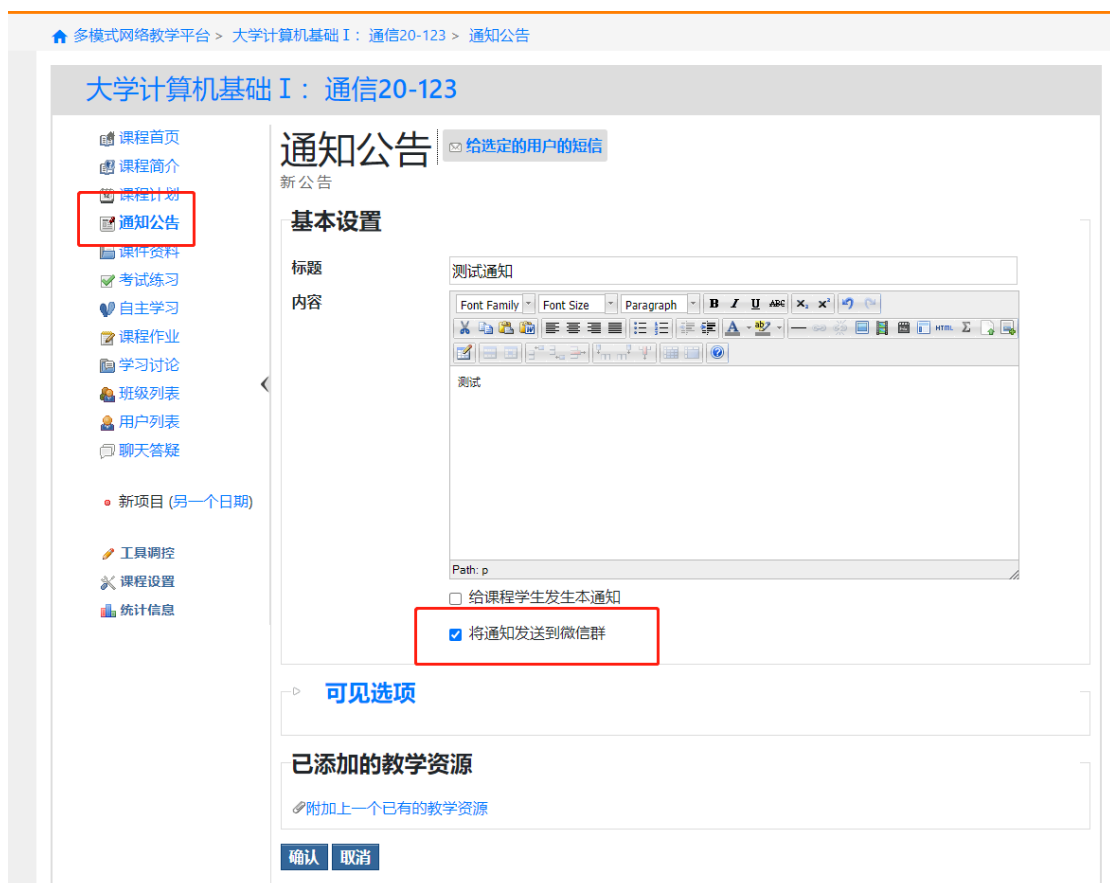 多模式网络教学平台 > 大学计算机基础 I ： 通信20-123 > 通知公告
大学计算机基础 I ： 通信20-123
课程首页
课程简介
课程计划
通知公告
课件资料
考试练习
自主学习
课程作业
学习讨论
班级列表
用户列表
聊天答疑
新项目 (另一个日期)
工具调控
课程设置
统计信息
通知公告
给选定的用户的短信
新公告
基本设置
标题
测试通知
内容
Font Family Font Size Paragraph B I U ABC X₂ X²
HTML Σ
测试
Path: p
给课程学生发生本通知
将通知发送到微信群
可见选项
已添加的教学资源
附加上一个已有的教学资源
确认 取消